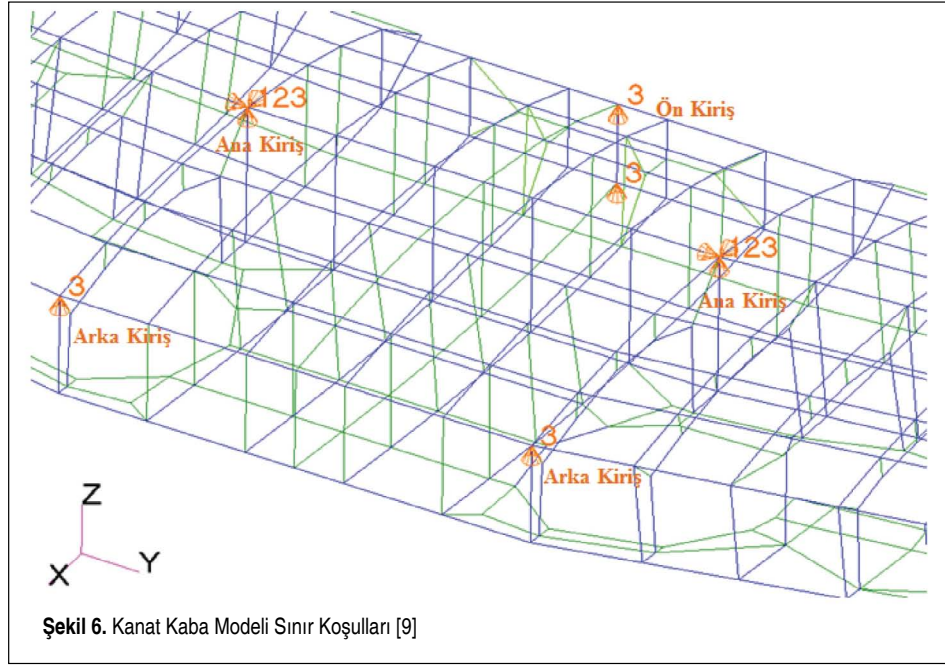 3 Ön Kiriş
123
Ana Kiriş
3
123
Ana Kiriş
3
Arka Kiriş
3
Arka Kiriş
Z
X Y
Şekil 6. Kanat Kaba Modeli Sınır Koşulları [9]